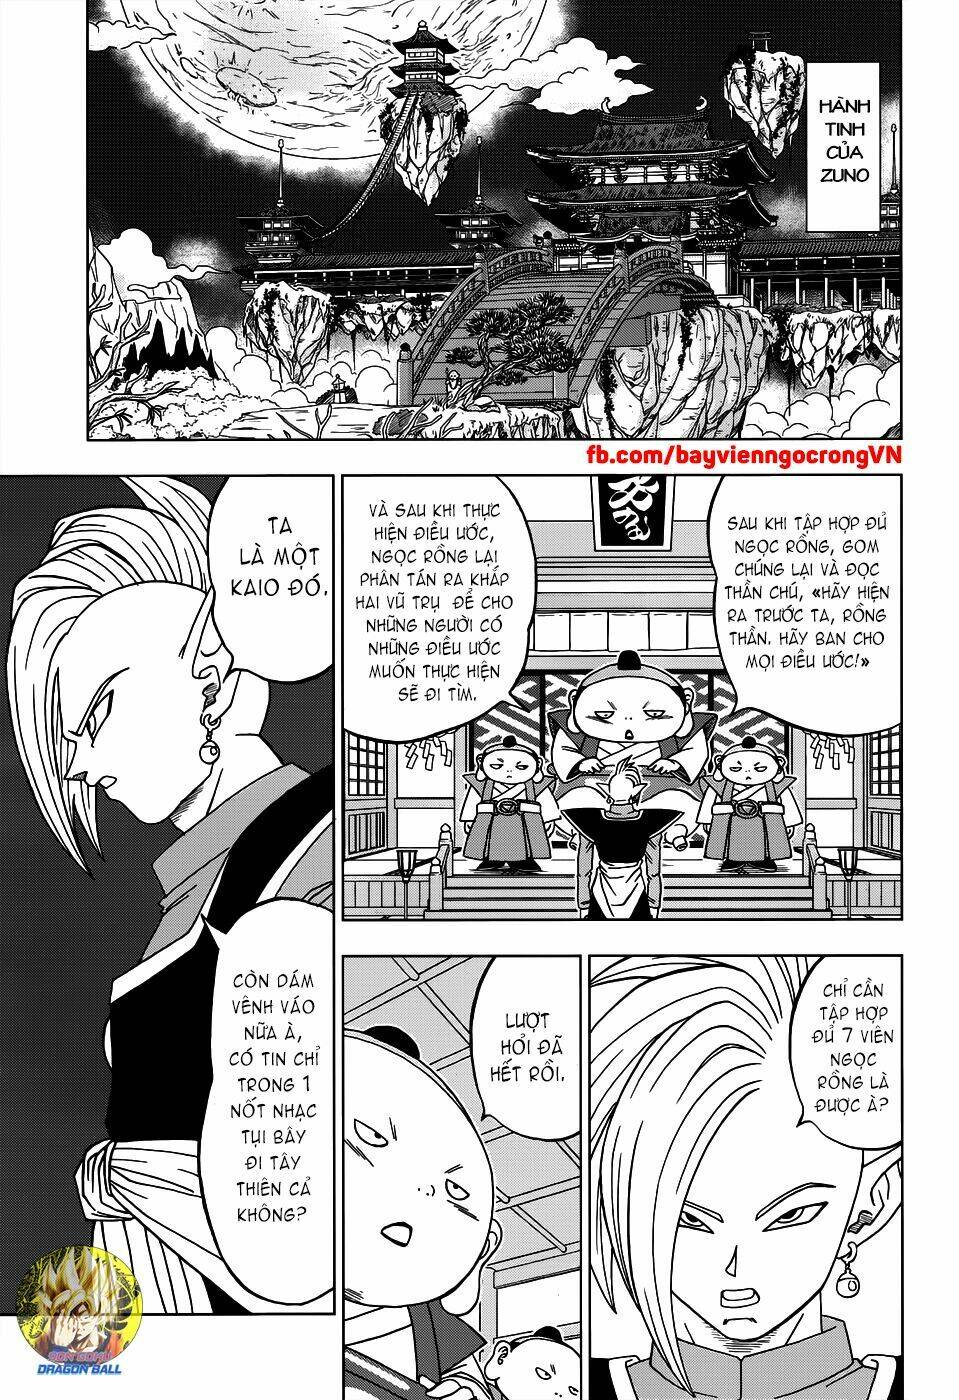 HÀNH
TINH
CỦA
ZUNO
fb.com/bayvienngocrongVN
SAU KHI TẬP HỢP ĐỦ
NGỌC RỒNG, GOM
CHÚNG LẠI VÀ ĐỌC
THẦN CHÚ, «HÃY HIỆN
RA TRƯỚC TA, RỒNG
THẦN. HÃY BAN CHO
MỌI ĐIỀU ƯỚC!»
VÀ SAU KHI THỰC
HIỆN ĐIỀU ƯỚC,
NGỌC RỒNG LẠI
PHÂN TÁN RA KHẮP
HAI VŨ TRỤ ĐỂ CHO
NHỮNG NGƯỜI CÓ
NHỮNG ĐIỀU ƯỚC
MUỐN THỰC HIỆN
SẼ ĐI TÌM.
TA
LÀ MỘT
KAIO ĐÓ.
CHỈ CẦN
TẬP HỢP
ĐỦ 7 VIÊN
NGỌC
RỒNG LÀ
ĐƯỢC À?
LƯỢT
HỎI ĐÃ
HẾT RỒI.
CÒN DÁM
VÊNH VÁO
NỮA À,
CÓ TIN CHỈ
TRONG 1
NỐT NHẠC
TỤI BÂY
ĐI TÂY
THIÊN CẢ
KHÔNG?
SON GOKU
DRAGON BALL